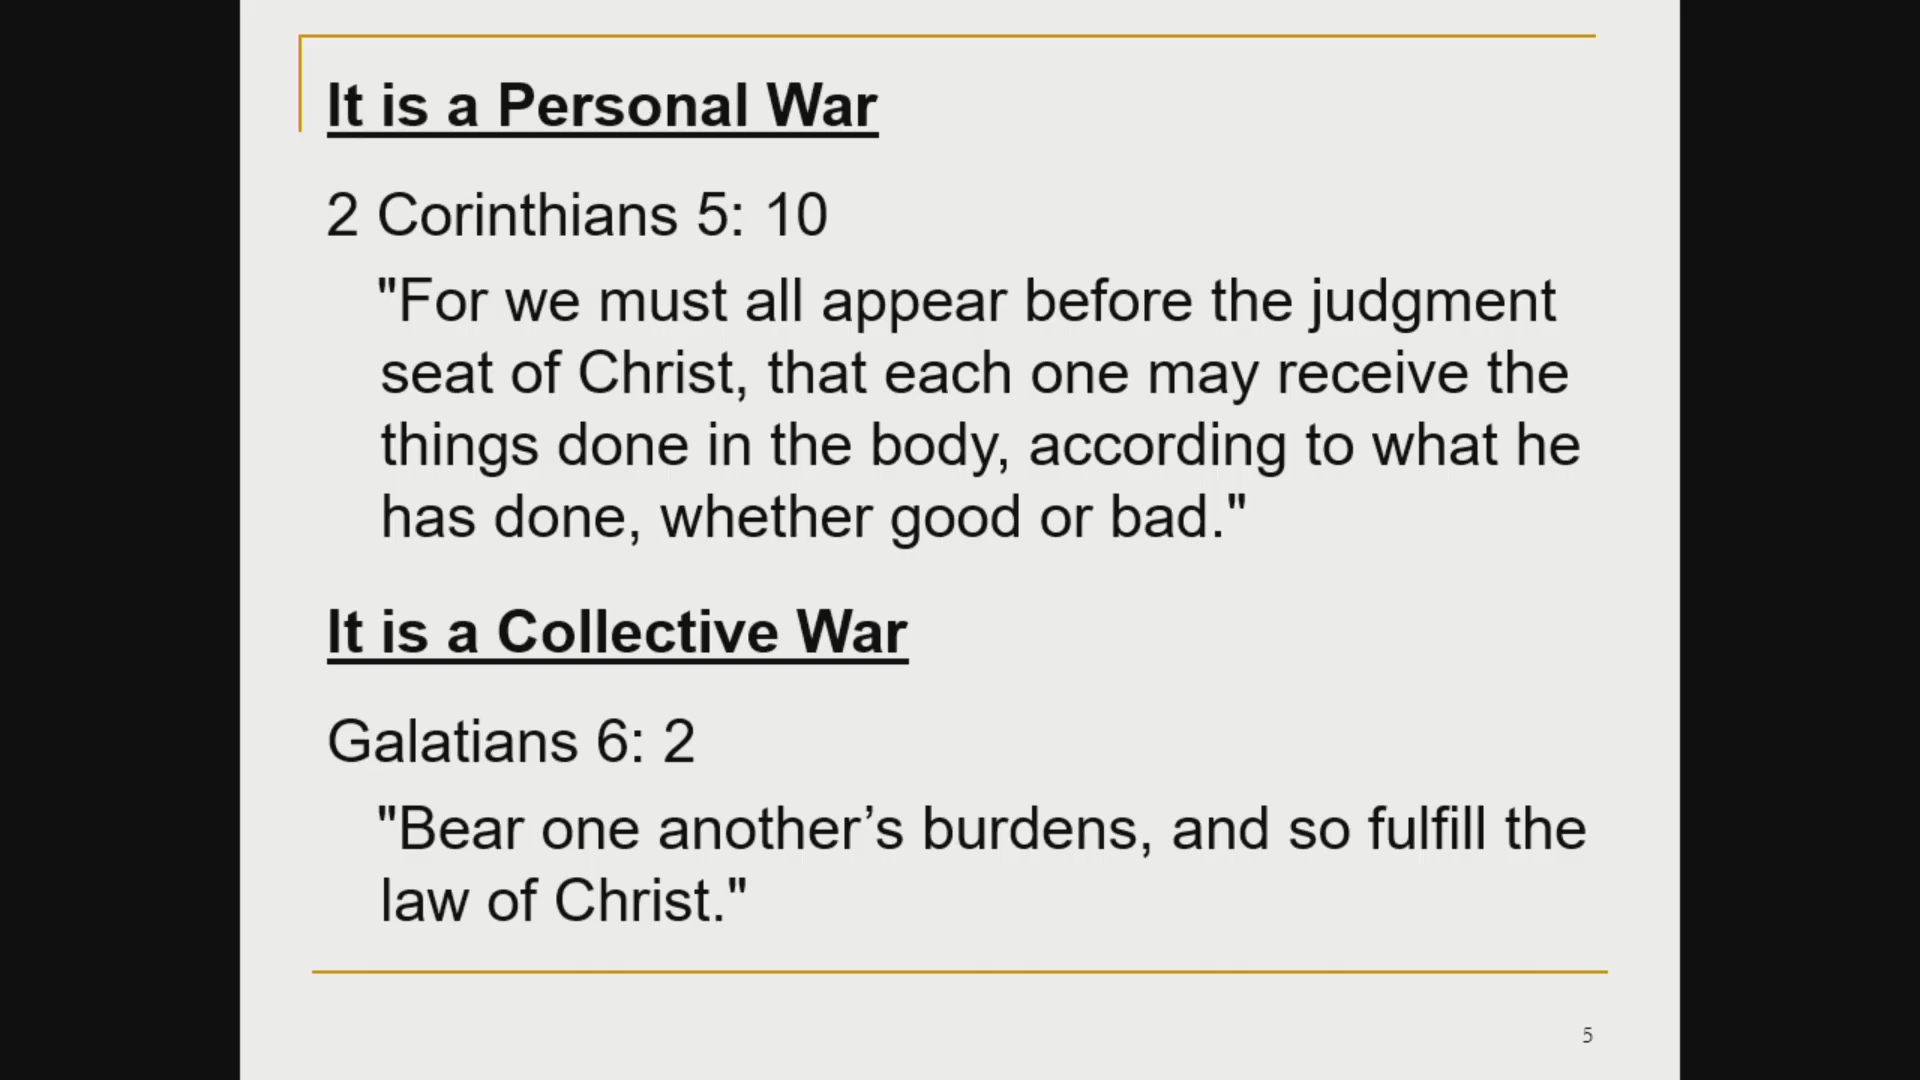 It is a Personal War
2 Corinthians 5: 10
"For we must all appear before the judgment
seat of Christ, that each one may receive the
things done in the body, according to what he
has done, whether good or bad."
It is a Collective War
Galatians 6: 2
"Bear one another’s burdens, and so fulfill the
law of Christ."
5